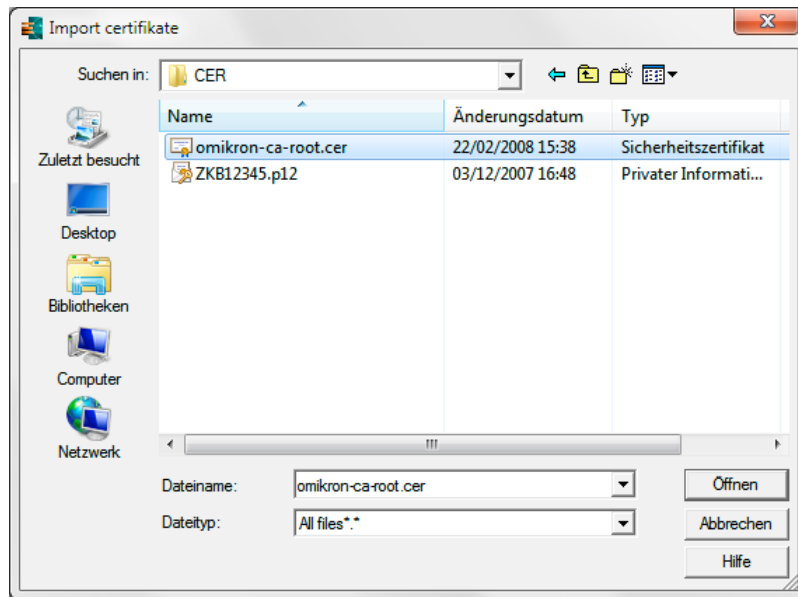 Import certifikate
Suchen in: CER
Name Änderungsdatum Typ
omikron-ca-root.cer 22/02/2008 15:38 Sicherheitszertifikat
ZKB12345.p12 03/12/2007 16:48 Privater Informati...
Zuletzt besucht
Desktop
Bibliotheken
Computer
Netzwerk
Dateiname: omikron-ca-root.cer Öffnen
Dateityp: All files*.* Abbrechen
Hilfe